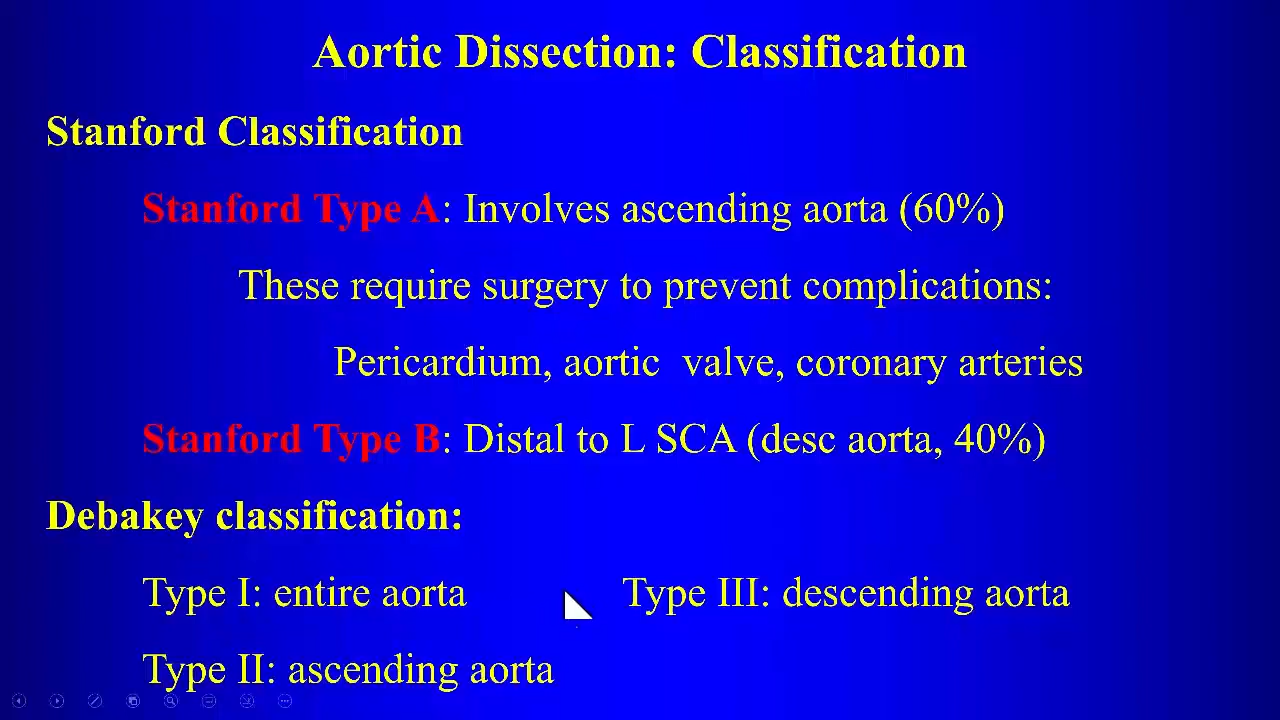 Aortic Dissection: Classification
Stanford Classification
Stanford Type A: Involves ascending aorta (60%)
These require surgery to prevent complications:
Pericardium, aortic  valve, coronary arteries
Stanford Type B: Distal to L SCA (desc aorta, 40%)
Debakey classification:
Type I: entire aorta
Type III: descending aorta
Type II: ascending aorta